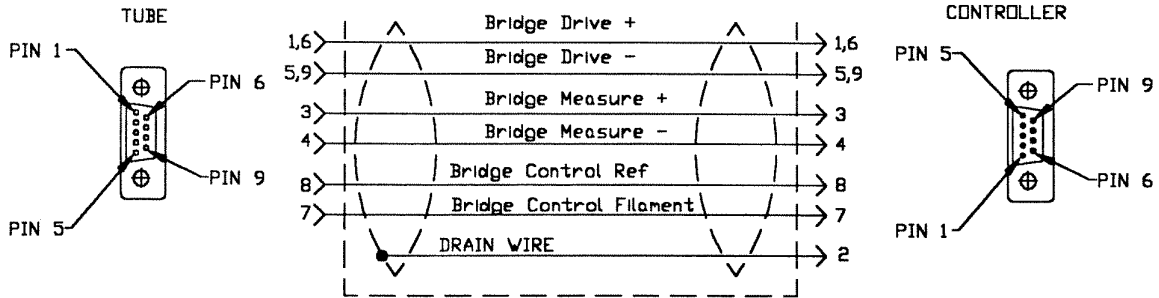 TUBE
CONTROLLER
PIN 1
PIN 6
PIN 9
PIN 5
1,6 Bridge Drive + 1,6
5,9 Bridge Drive - 5,9
3 Bridge Measure + 3
4 Bridge Measure - 4
8 Bridge Control Ref 8
7 Bridge Control Filament 7
DRAIN WIRE 2
PIN 5
PIN 9
PIN 6
PIN 1